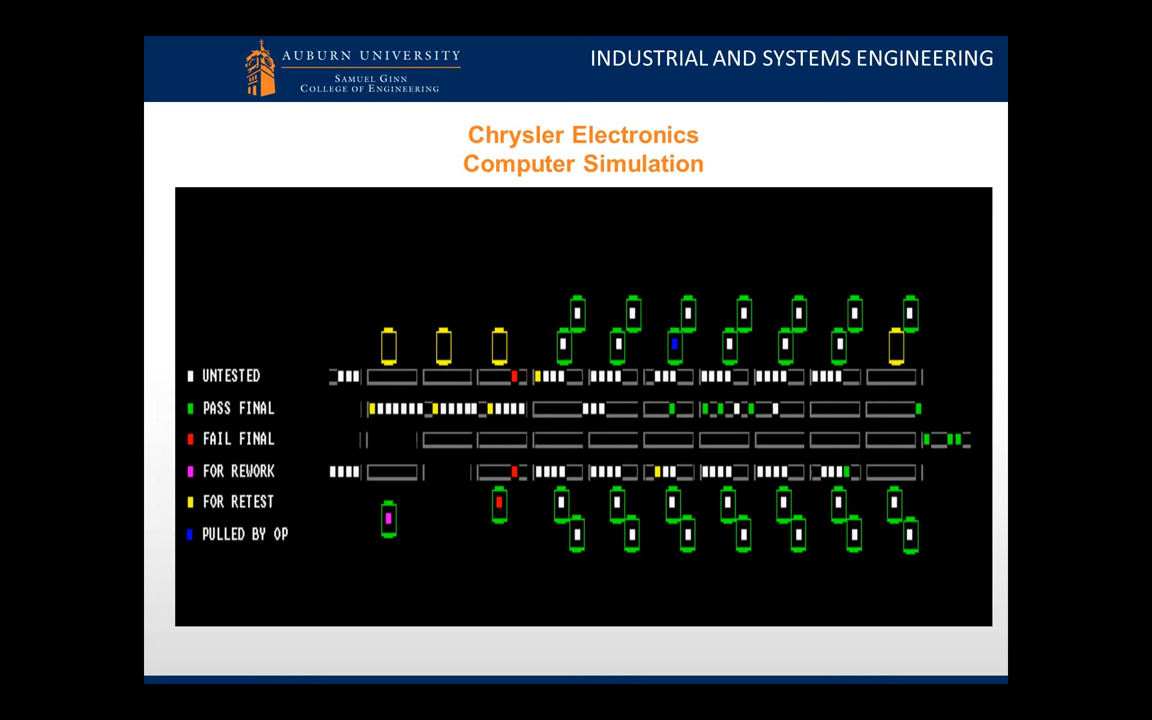 AUBURN UNIVERSITY
SAMUEL GINN
COLLEGE OF ENGINEERING
INDUSTRIAL AND SYSTEMS ENGINEERING
Chrysler Electronics
Computer Simulation
UNTESTED
PASS FINAL
FAIL FINAL
FOR REWORK
FOR RETEST
PULLED BY OP